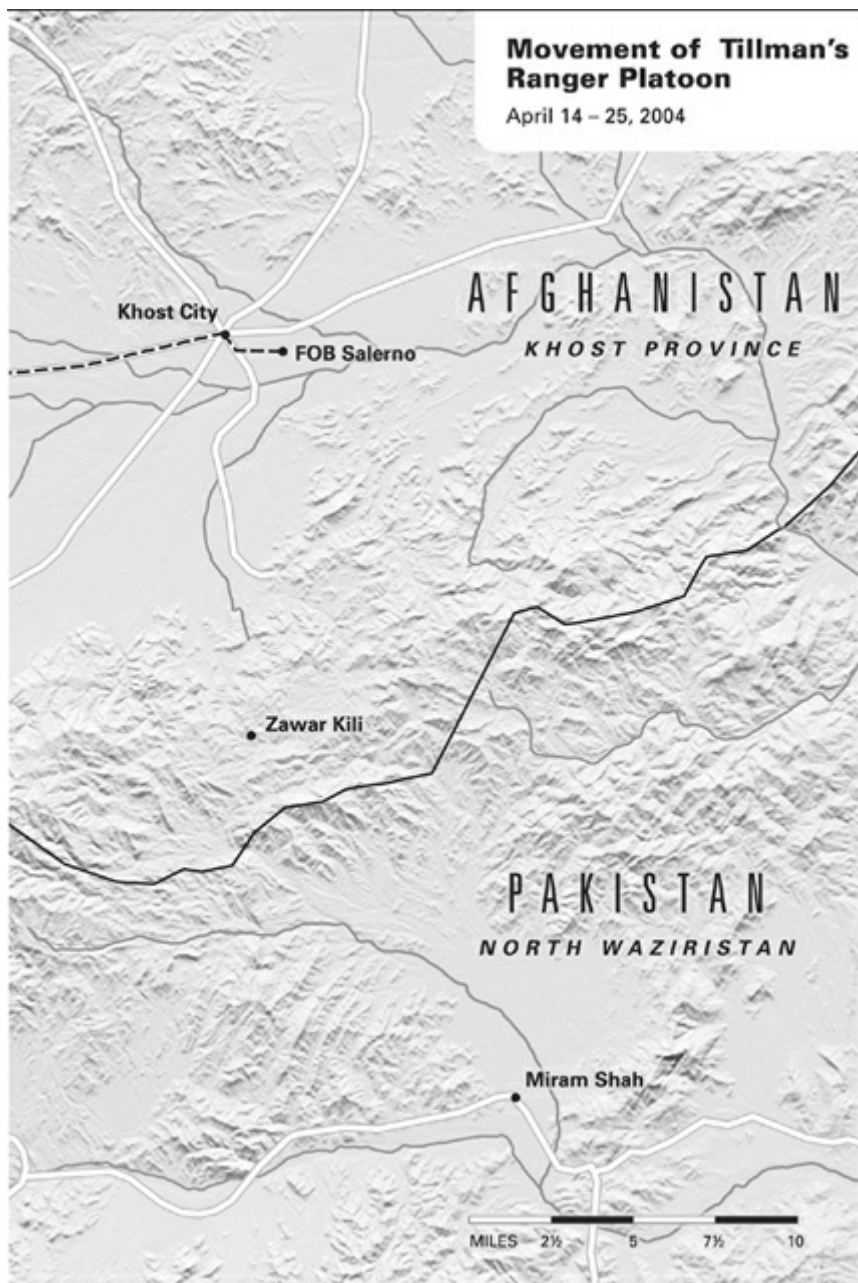 Movement of Tillman's
Ranger Platoon
April 14 – 25, 2004
AFGHANISTAN
KHOST PROVINCE
Khost City
FOB Salerno
Zawar Kili
PAKISTAN
NORTH WAZIRISTAN
Miram Shah
MILES 2½ 5 7½ 10